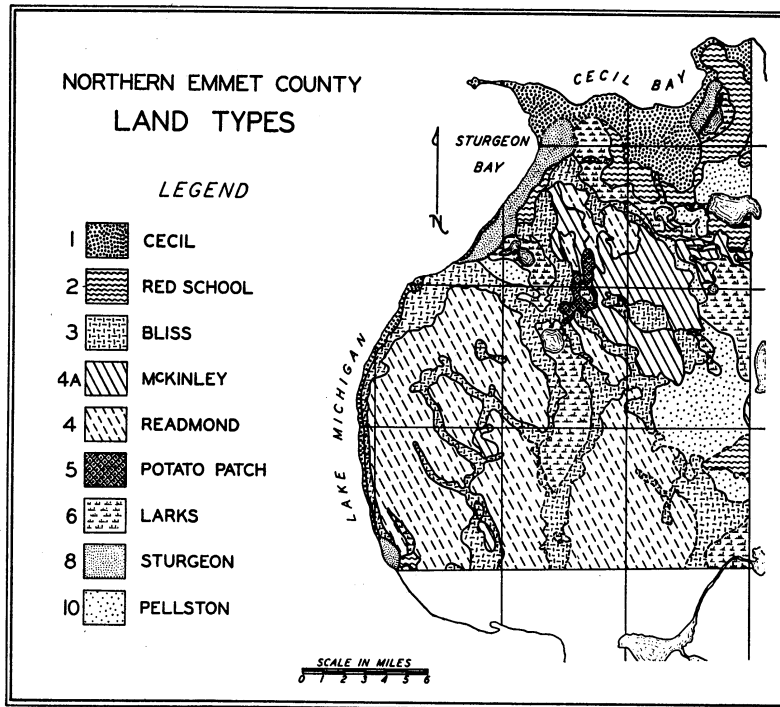 NORTHERN EMMET COUNTY
LAND TYPES
LEGEND
1 CECIL
2 RED SCHOOL
3 BLISS
4A McKINLEY
4 READMOND
5 POTATO PATCH
6 LARKS
8 STURGEON
10 PELLSTON
CECIL BAY
STURGEON
BAY
N
LAKE MICHIGAN
SCALE IN MILES
0 1 2 3 4 5 6